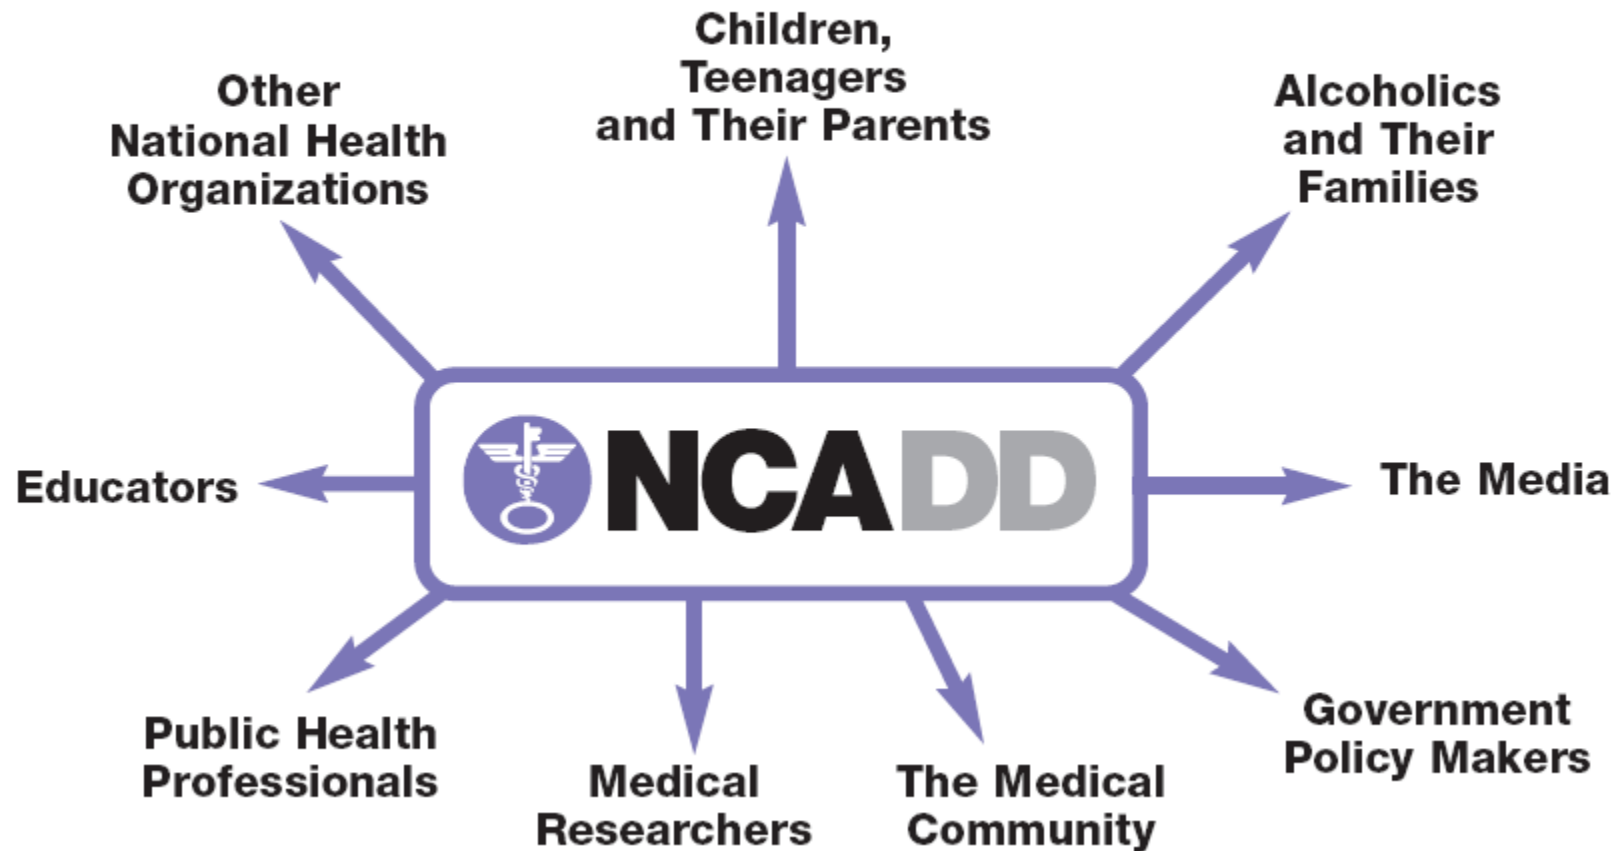 Children,
Teenagers
and Their Parents
Other
National Health
Organizations
Alcoholics
and Their
Families
Educators
NCADD
The Media
Public Health
Professionals
Medical
Researchers
The Medical
Community
Government
Policy Makers